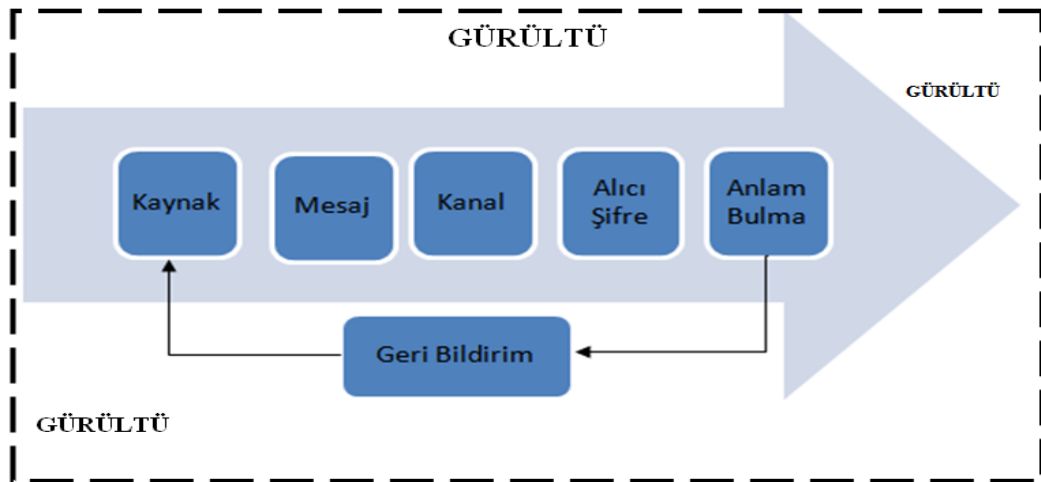 GÜRÜLTÜ
GÜRÜLTÜ
Kaynak
Mesaj
Kanal
Alıcı
Şifre
Anlam
Bulma
Geri Bildirim
GÜRÜLTÜ